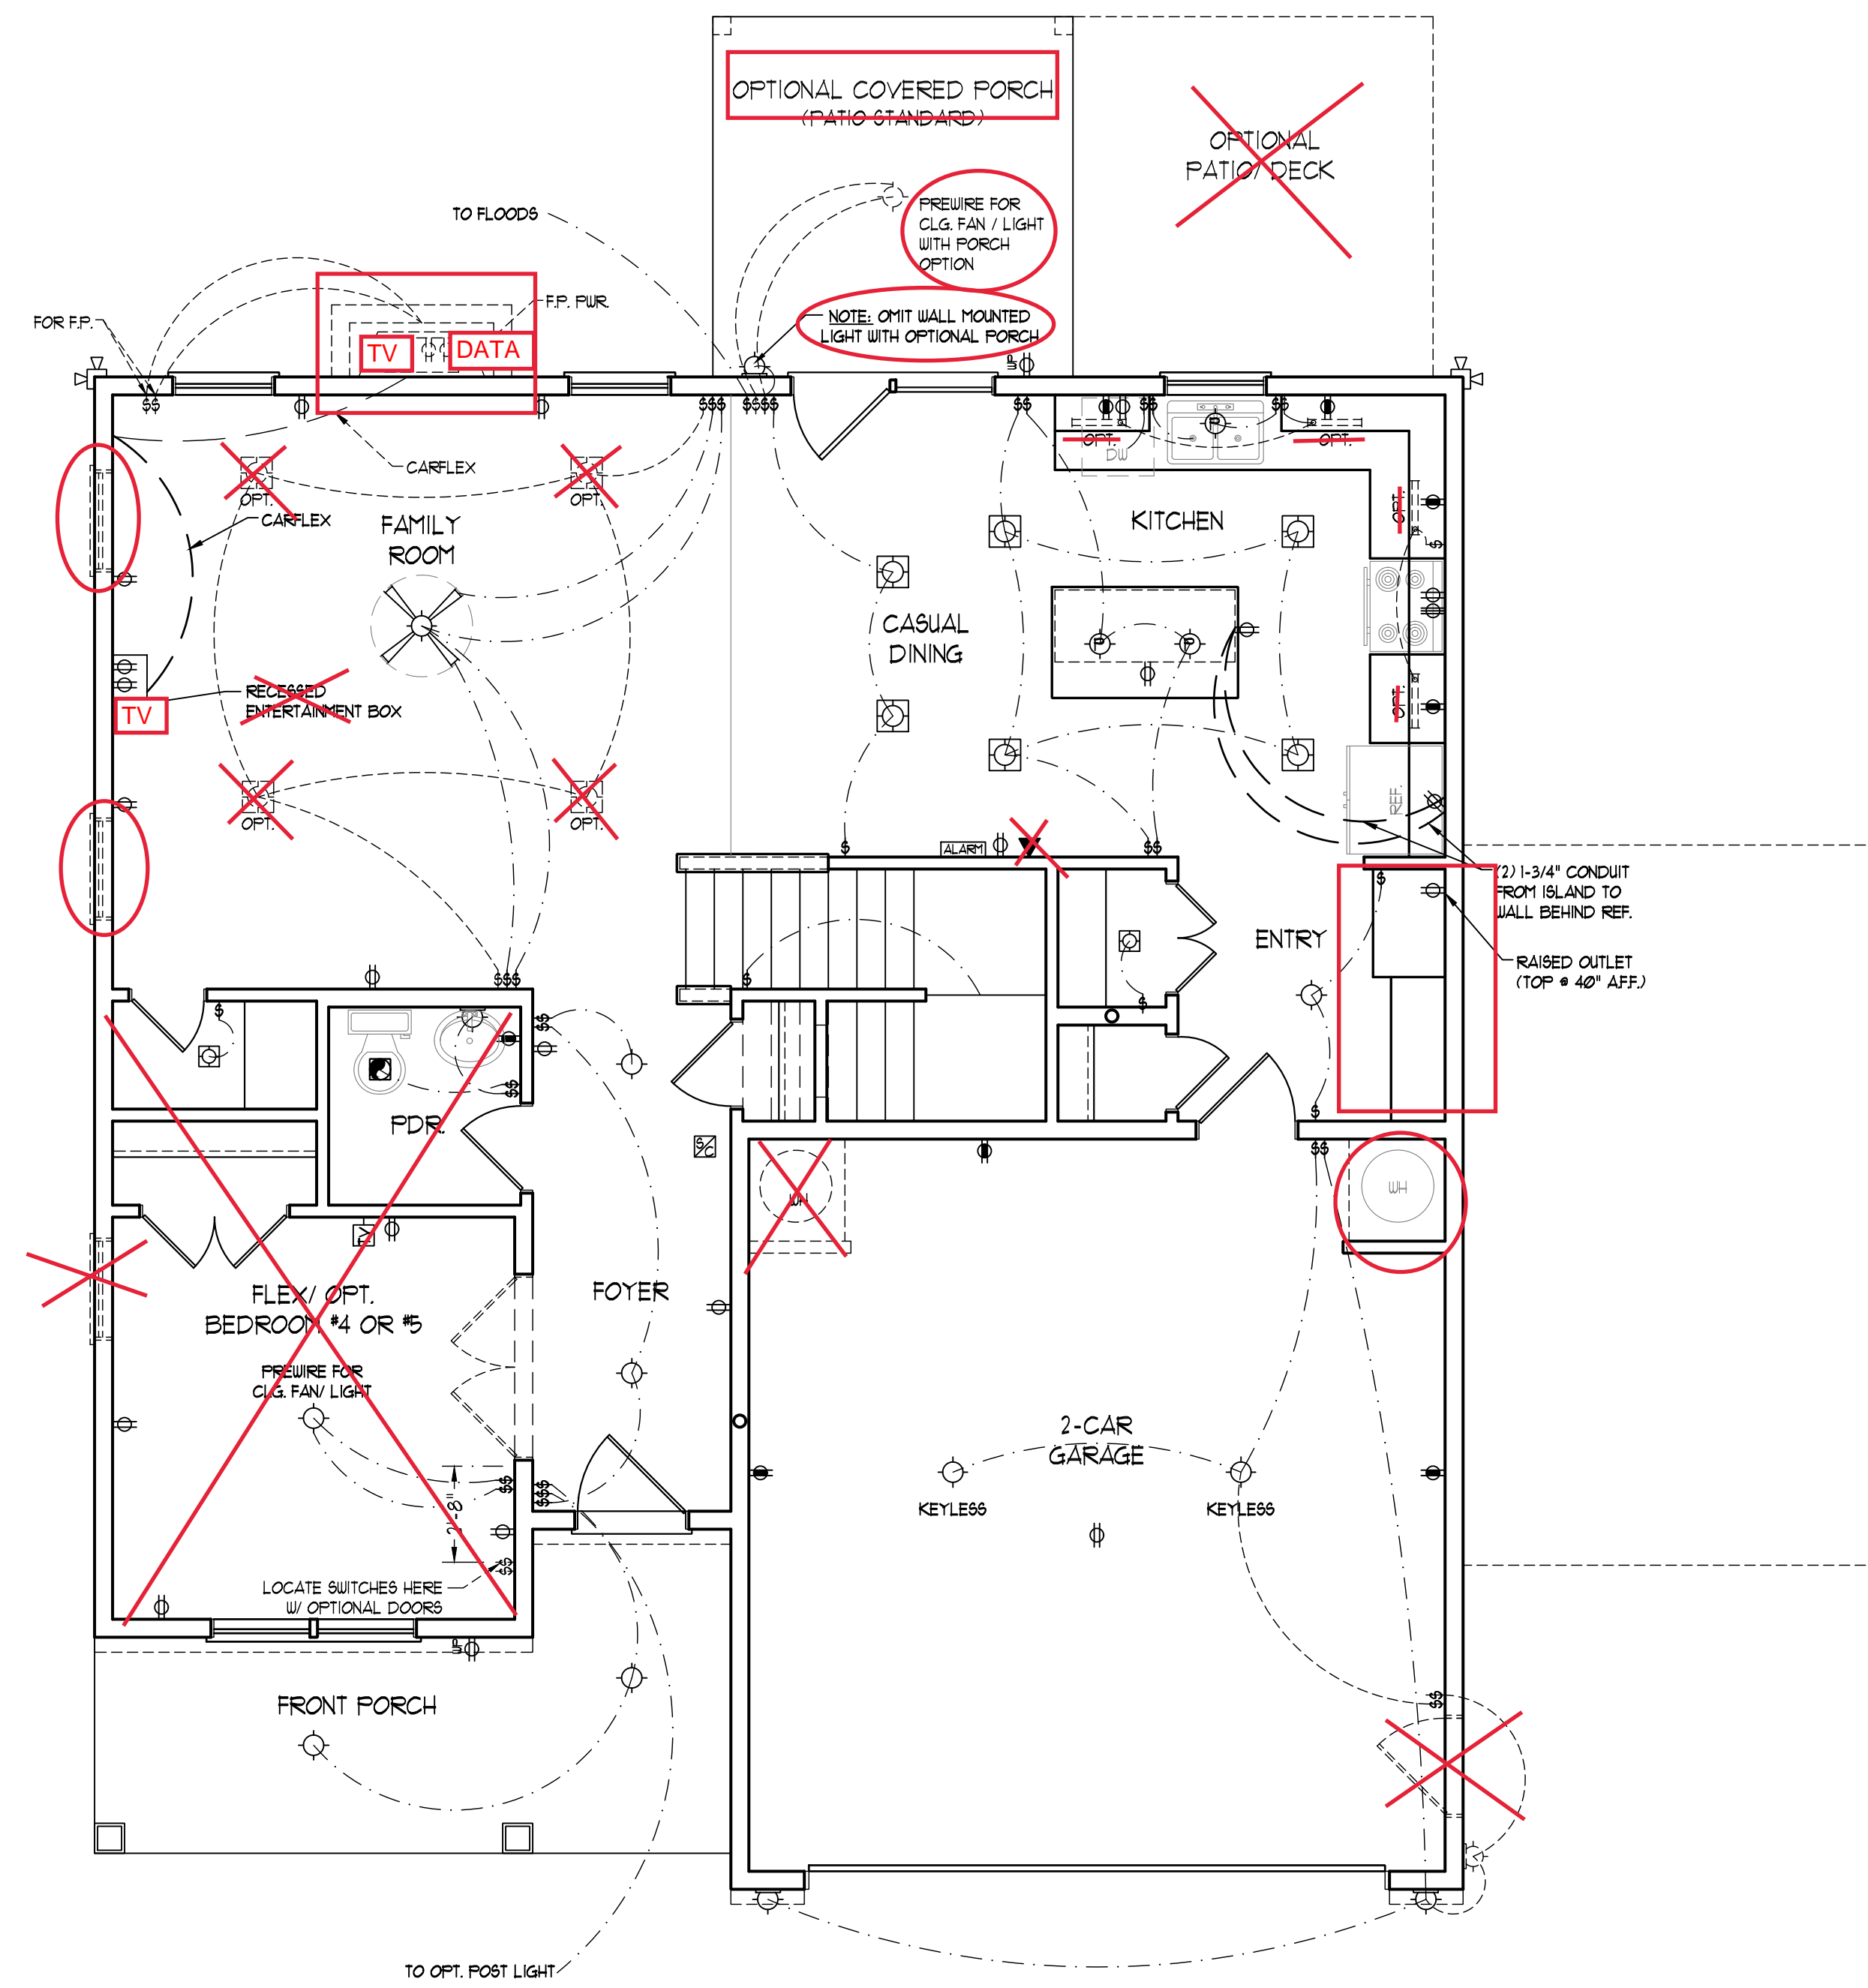 OPTIONAL COVERED PORCH
(PATIO STANDARD)
OPTIONAL
PATIO/ DECK
TO FLOODS
PREWIRE FOR
CLG. FAN / LIGHT
WITH PORCH
OPTION
F.P. PWR.
FOR F.P.
NOTE: OMIT WALL MOUNTED
LIGHT WITH OPTIONAL PORCH
TV
DATA
WP
$$
$$$
$$$$
$$
$$
$$
OPT.
OPT.
DW
P
CARFLEX
OPT.
OPT.
CARFLEX
FAMILY
ROOM
KITCHEN
OPT.
$
CASUAL
DINING
P
P
RECESSED
ENTERTAINMENT BOX
TV
OPT.
REF.
OPT.
OPT.
$
ALARM
$$
(2) 1-3/4" CONDUIT
FROM ISLAND TO
WALL BEHIND REF.
$
ENTRY
RAISED OUTLET
(TOP @ 40" A.F.F.)
$$$
$
$
$
$$
$$
PDR.
$
S/C
$$
WH
WH
TV
FLEX/ OPT.
BEDROOM #4 OR #5
FOYER
PREWIRE FOR
CLG. FAN/ LIGHT
2-CAR
GARAGE
$$
$$$
2'-8"
KEYLESS
KEYLESS
$$
LOCATE SWITCHES HERE
W/ OPTIONAL DOORS
WP
$$
FRONT PORCH
TO OPT. POST LIGHT